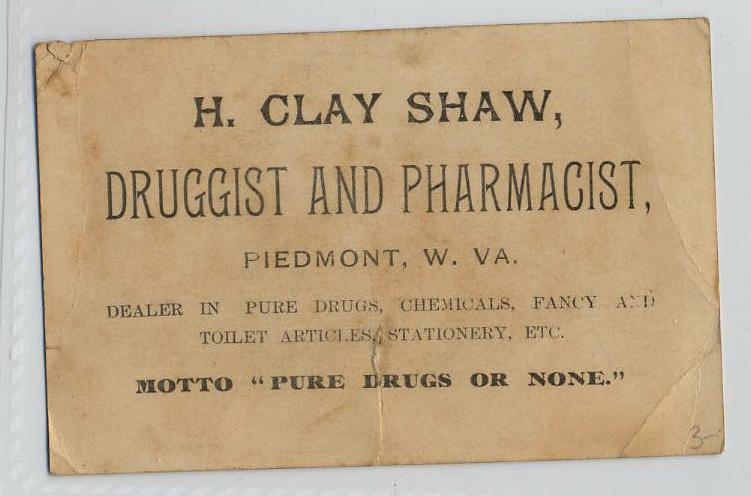 H. CLAY SHAW,
DRUGGIST AND PHARMACIST,
PIEDMONT, W. VA.
DEALER IN PURE DRUGS, CHEMICALS, FANCY AND
TOILET ARTICLES, STATIONERY, ETC.
MOTTO "PURE DRUGS OR NONE."
3-